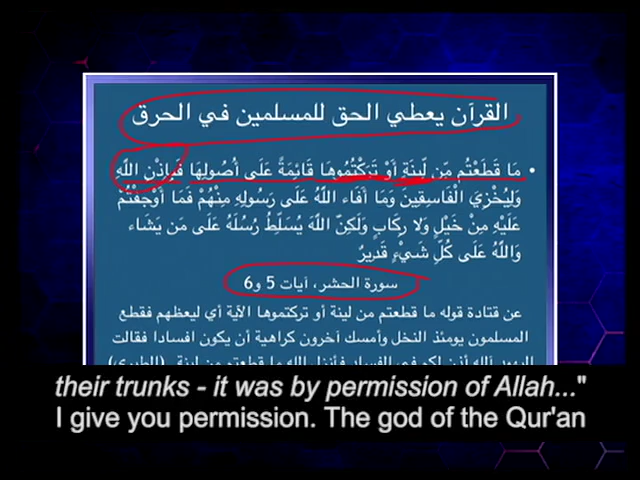 القرآن يعطي الحق للمسلمين في الحرق
• مَا قَطَعْتُم مِّن لِّينَةٍ أَوْ تَرَكْتُمُوهَا قَائِمَةً عَلَى أُصُولِهَا فَبِإِذْنِ اللَّهِ
وَلِيُخْزِيَ الْفَاسِقِينَ وَمَا أَفَاء اللَّهُ عَلَى رَسُولِهِ مِنْهُمْ فَمَا أَوْجَفْتُمْ
عَلَيْهِ مِنْ خَيْلٍ وَلَا رِكَابٍ وَلَكِنَّ اللَّهَ يُسَلِّطُ رُسُلَهُ عَلَى مَن يَشَاء
وَاللَّهُ عَلَى كُلِّ شَيْءٍ قَدِيرٌ
سورة الحشر، آيات 5 و6
عن قتادة قوله ما قطعتم من لينة أو تركتموها الآية أي ليعظهم فقطع
المسلمون يومئذ النخل وأمسك آخرون كراهية أن يكون افسادا فقالت
their trunks - it was by permission of Allah..."
I give you permission. The god of the Qur'an